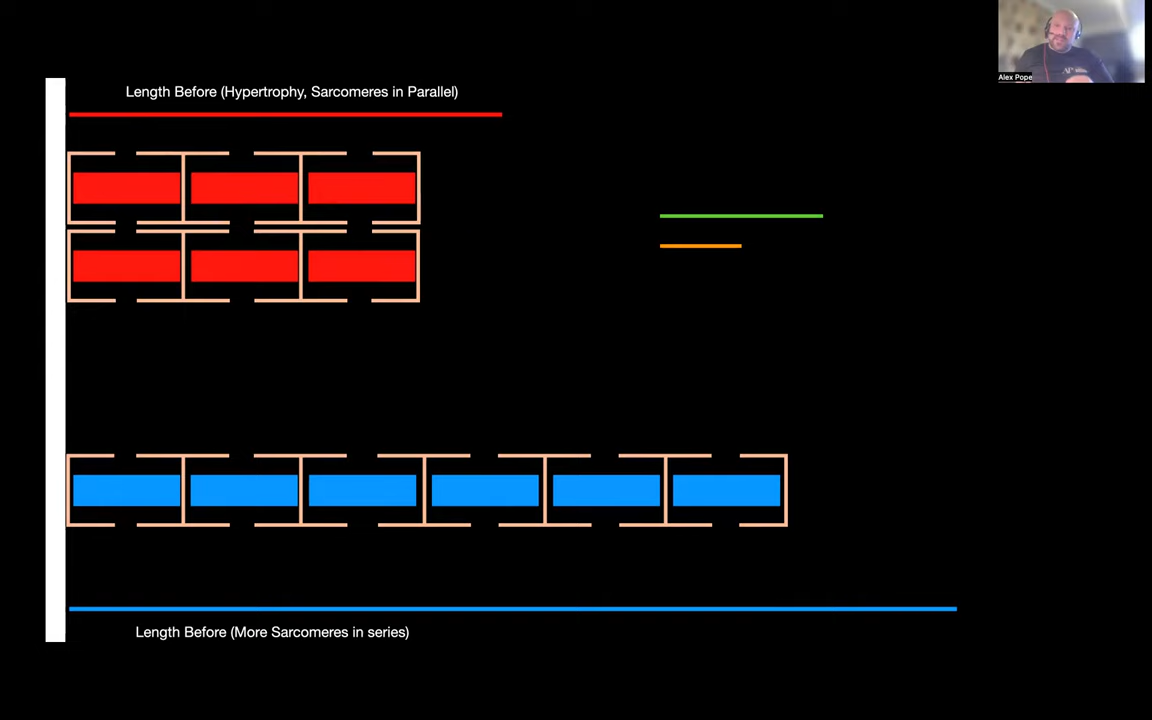 Length Before (Hypertrophy, Sarcomeres in Parallel)
Alex Pope
Length Before (More Sarcomeres in series)